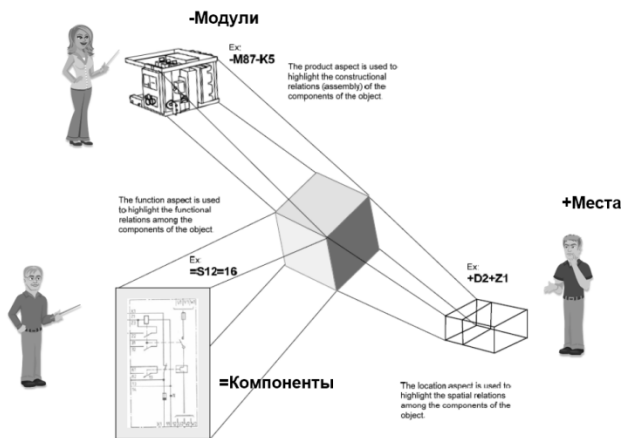 -Модули
Ex:
-M87-K5
The product aspect is used to
highlight the constructional
relations (assembly) of the
components of the object
The function aspect is used
to highlight the functional
relations among the
components of the object
+Места
Ex:
=S12=16
Ex:
+D2+Z1
=Компоненты
The location aspect is used to
highlight the spatial relations
among the components of the
object.